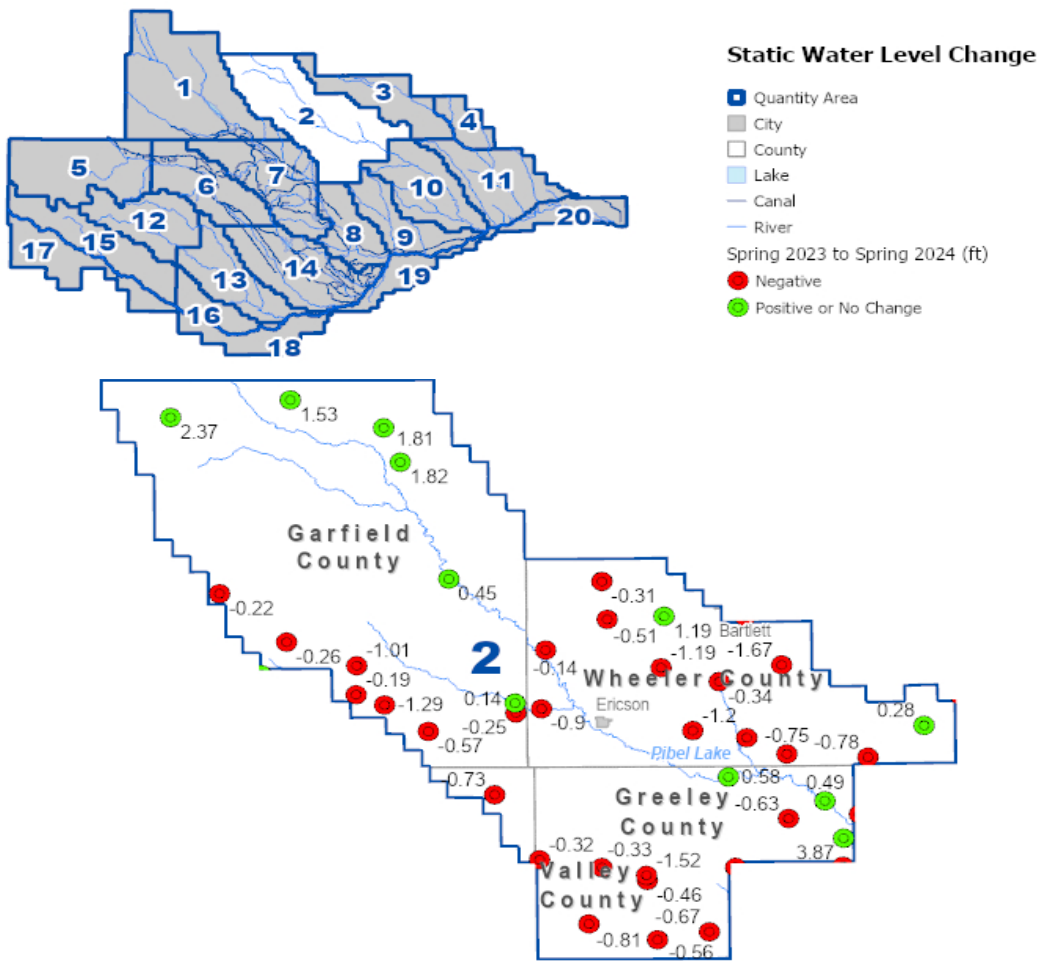 Static Water Level Change
Quantity Area
City
County
Lake
Canal
River
Spring 2023 to Spring 2024 (ft)
Negative
Positive or No Change
1
2
3
4
5
6
7
8
9
10
11
12
13
14
15
16
17
18
19
20
2.37
1.53
1.81
1.82
Garfield
County
0.45
-0.22
-0.26
-1.01
-0.19
-1.29
-0.57
2
0.14
-0.25
-0.9
-0.14
-0.31
-0.51
1.19
Bartlett
-1.19
-1.67
Wheeler County
-0.34
Ericson
-1.2
-0.75
-0.78
0.28
Pibel Lake
0.58
0.49
0.73
Greeley
County
-0.63
3.87
-0.32
-0.33
-1.52
Valley
County
-0.46
-0.67
-0.81
-0.56